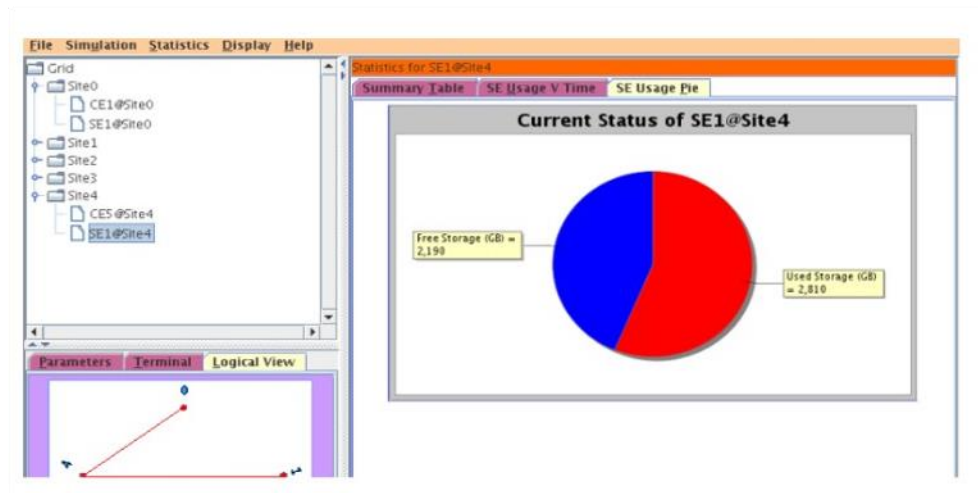 File Simulation Statistics Display Help
Grid
Site0
CE1@Site0
SE1@Site0
Site1
Site2
Site3
Site4
CE5@Site4
SE1@Site4
Parameters Terminal Logical View
0
4
1
Statistics for SE1@Site4
Summary Table SE Usage V Time SE Usage Pie
Current Status of SE1@Site4
Free Storage (GB) =
2,190
Used Storage (GB)
= 2,810